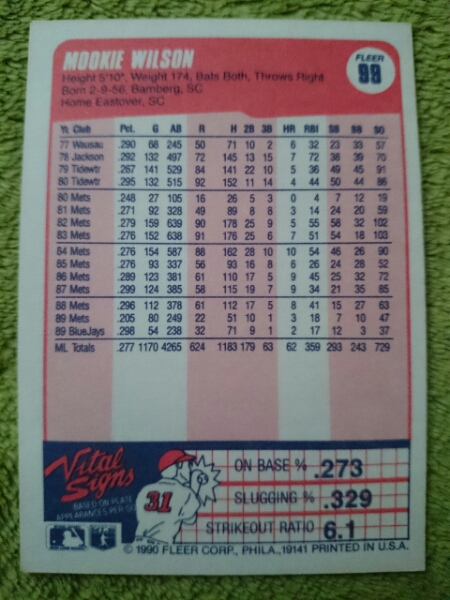 MOOKIE WILSON
FLEER
99
Height 5'10", Weight 174, Bats Both, Throws Right
Born 2-9-56, Bamberg, SC
Home Eastover, SC
Yr. Club Pct. G AB R H 2B 3B HR RBI SB BB SO
77 Wausau .290 68 245 50 71 10 2 6 32 23 33 57
78 Jackson .292 132 497 72 145 13 15 7 72 38 39 70
79 Tidewtr .267 141 529 84 141 22 10 5 36 49 45 91
80 Tidewtr .295 132 515 92 152 11 14 4 44 50 44 86
80 Mets .248 27 105 16 26 5 3 0 4 7 12 19
81 Mets .271 92 328 49 89 8 8 3 14 24 20 59
82 Mets .279 159 639 90 178 25 9 5 55 58 32 102
83 Mets .276 152 638 91 176 25 6 7 51 54 18 103
84 Mets .276 154 587 88 162 28 10 10 54 46 26 90
85 Mets .276 93 337 56 93 16 8 6 26 24 28 52
86 Mets .289 123 381 61 110 17 5 9 45 25 32 72
87 Mets .299 124 385 58 115 19 7 9 34 21 35 85
88 Mets .296 112 378 61 112 17 5 8 41 15 27 63
89 Mets .205 80 249 22 51 10 1 3 18 7 10 47
89 BlueJays .298 54 238 32 71 9 1 2 17 12 3 37
ML Totals .277 1170 4265 624 1183 179 63 62 359 293 243 729
Vital Signs
BASED ON PLATE
APPEARANCES PER SO
31
ON BASE % .273
SLUGGING % .329
STRIKEOUT RATIO 6.1
© 1990 FLEER CORP., PHILA., 19141 PRINTED IN U.S.A.